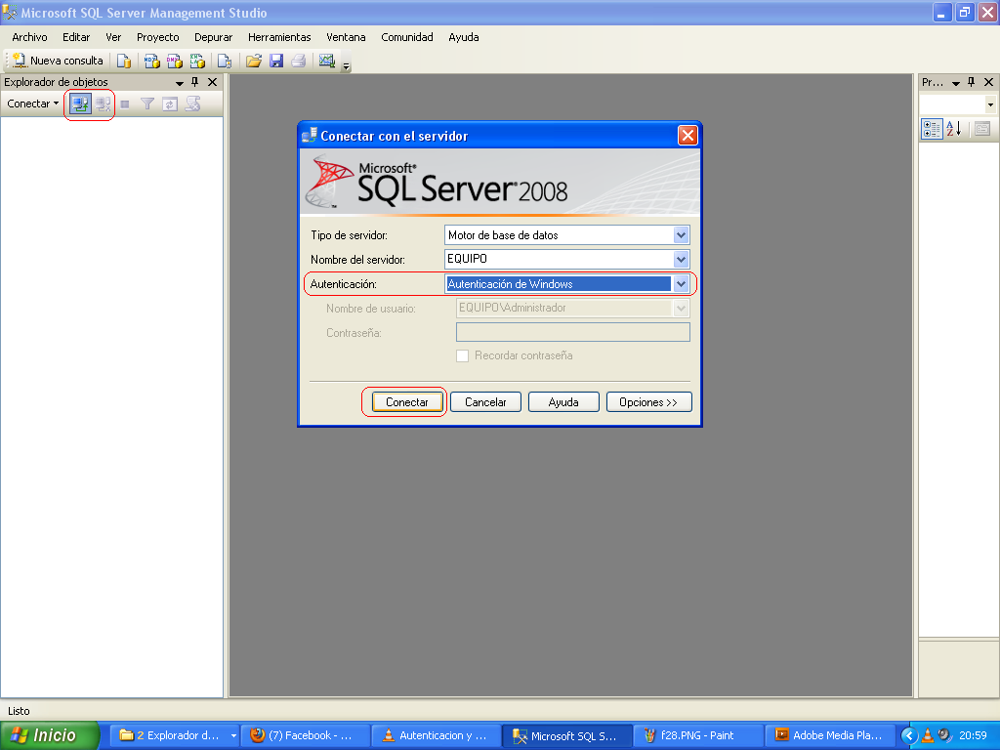 Microsoft SQL Server Management Studio
Archivo Editar Ver Proyecto Depurar Herramientas Ventana Comunidad Ayuda
Nueva consulta
Explorador de objetos
Pr...
Conectar
Conectar con el servidor
Microsoft®
SQL Server® 2008
Tipo de servidor: Motor de base de datos
Nombre del servidor: EQUIPO
Autenticación: Autenticación de Windows
Nombre de usuario: EQUIPO\Administrador
Contraseña:
Recordar contraseña
Conectar Cancelar Ayuda Opciones >>
Listo
Inicio 2 Explorador d... (7) Facebook - ... Autenticacion y ... Microsoft SQL S... f28.PNG - Paint Adobe Media Pla... 20:59